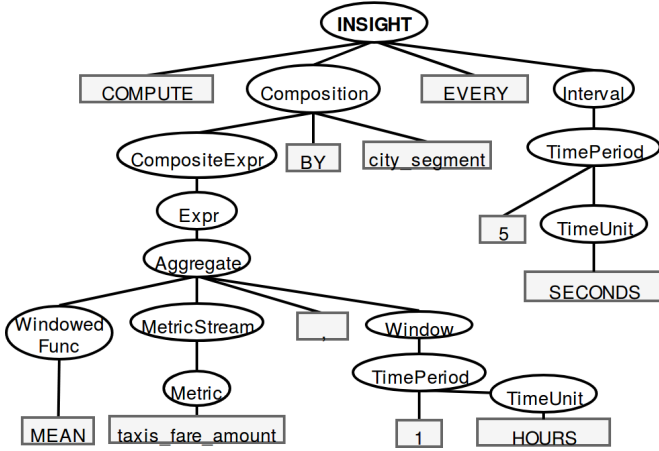 INSIGHT
COMPUTE
Composition
EVERY
Interval
CompositeExpr
BY
city_segment
TimePeriod
Expr
5
TimeUnit
Aggregate
SECONDS
Windowed
Func
MetricStream
,
Window
Metric
TimePeriod
TimeUnit
MEAN
taxis_fare_amount
1
HOURS